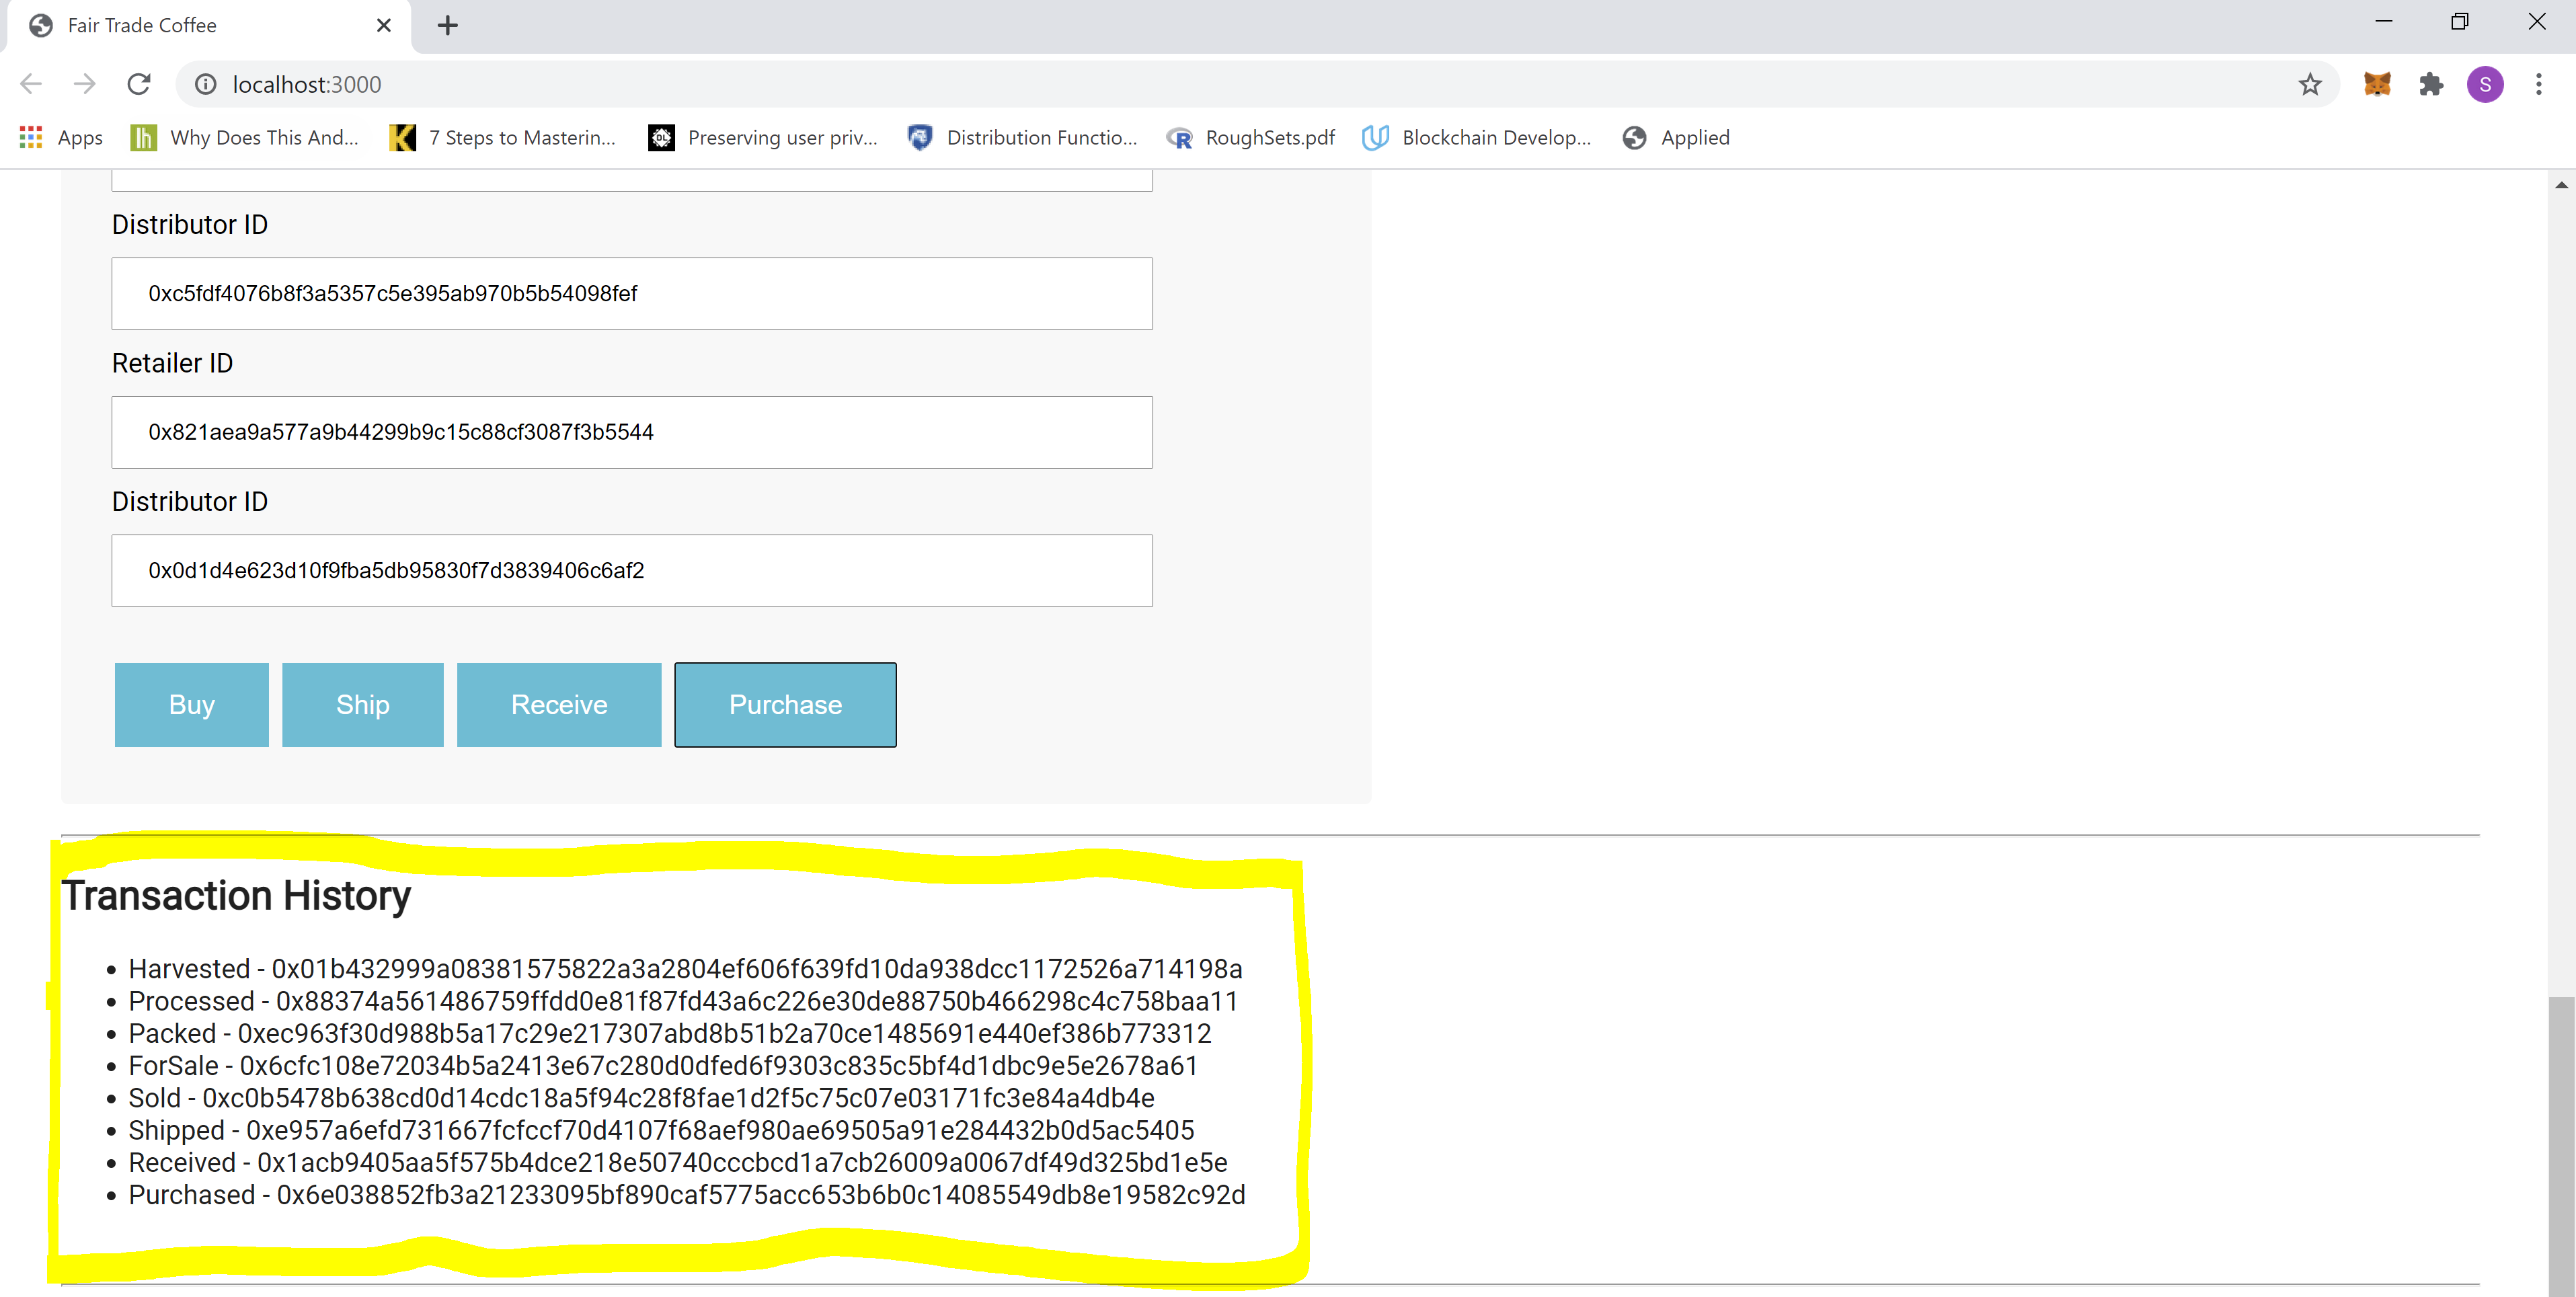 Fair Trade Coffee
localhost:3000
Apps
Why Does This And...
7 Steps to Masterin...
Preserving user priv...
Distribution Functio...
RoughSets.pdf
Blockchain Develop...
Applied
S
Distributor ID
0xc5fdf4076b8f3a5357c5e395ab970b5b54098fef
Retailer ID
0x821aea9a577a9b44299b9c15c88cf3087f3b5544
Distributor ID
0x0d1d4e623d10f9fba5db95830f7d3839406c6af2
Buy Ship Receive Purchase
Transaction History
Harvested - 0x01b432999a08381575822a3a2804ef606f639fd10da938dcc1172526a714198a
Processed - 0x88374a561486759ffdd0e81f87fd43a6c226e30de88750b466298c4c758baa11
Packed - 0xec963f30d988b5a17c29e217307abd8b51b2a70ce1485691e440ef386b773312
ForSale - 0x6cfc108e72034b5a2413e67c280d0dfed6f9303c835c5bf4d1dbc9e5e2678a61
Sold - 0xc0b5478b638cd0d14cdc18a5f94c28f8fae1d2f5c75c07e03171fc3e84a4db4e
Shipped - 0xe957a6efd731667fcfccf70d4107f68aef980ae69505a91e284432b0d5ac5405
Received - 0x1acb9405aa5f575b4dce218e50740cccbcd1a7cb26009a0067df49d325bd1e5e
Purchased - 0x6e038852fb3a21233095bf890caf5775acc653b6b0c14085549db8e19582c92d